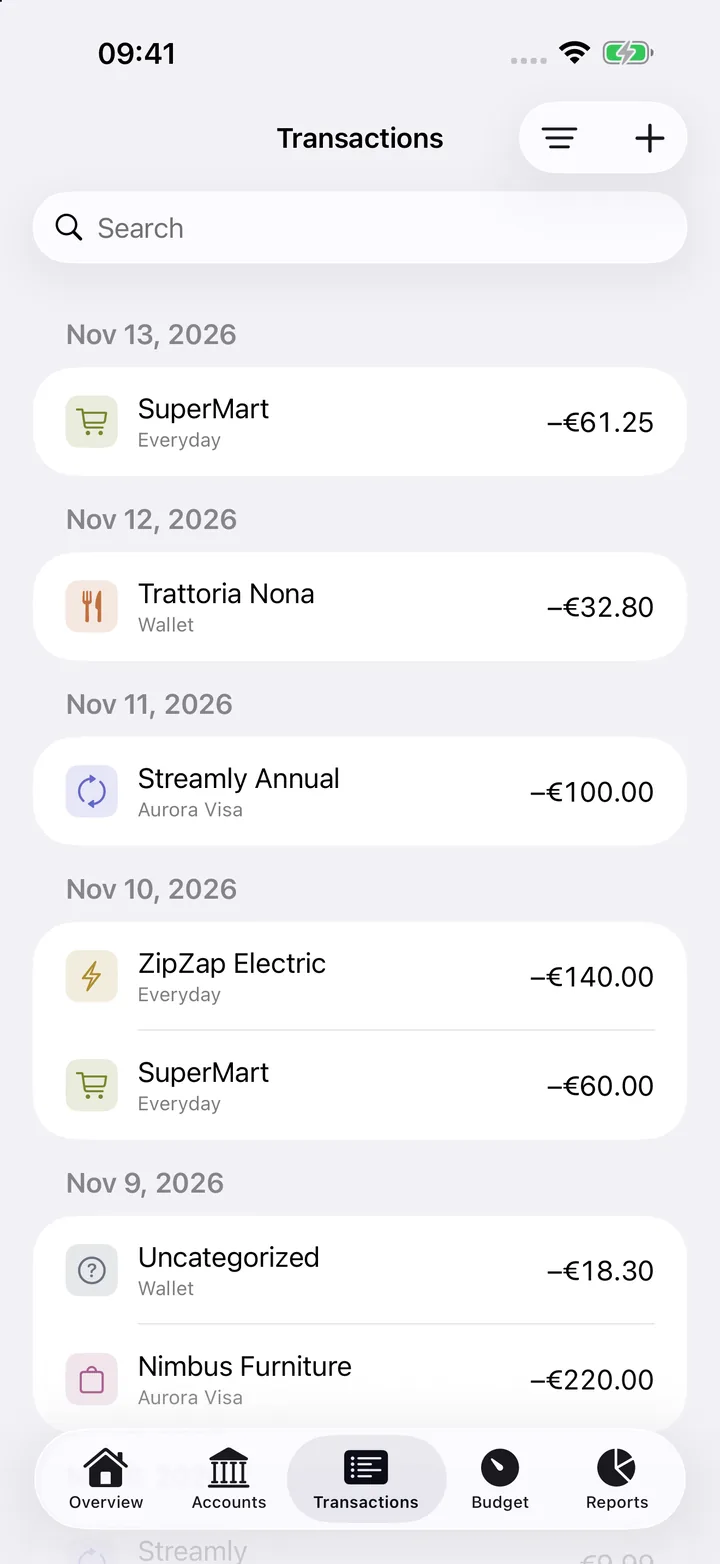 09:41
Transactions
Search
Nov 13, 2026
SuperMart
Everyday
–€61.25
Nov 12, 2026
Trattoria Nona
Wallet
–€32.80
Nov 11, 2026
Streamly Annual
Aurora Visa
–€100.00
Nov 10, 2026
ZipZap Electric
Everyday
–€140.00
SuperMart
Everyday
–€60.00
Nov 9, 2026
Uncategorized
Wallet
–€18.30
Nimbus Furniture
Aurora Visa
–€220.00
Overview
Accounts
Transactions
Budget
Reports
Streamly